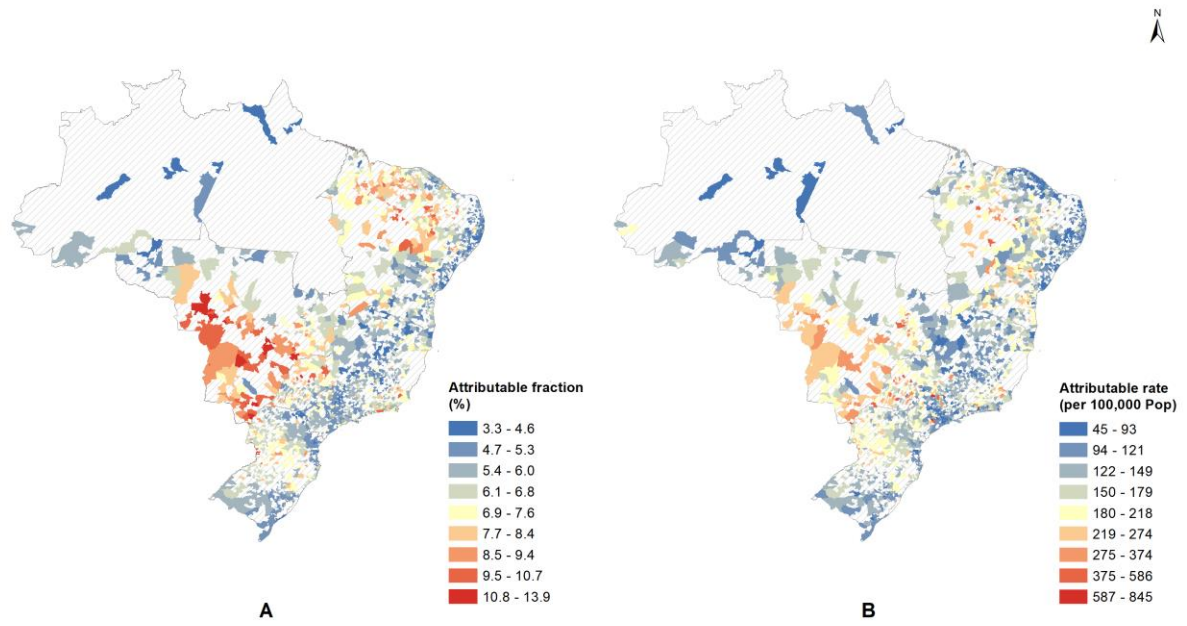 N
Attributable fraction
(%)
3.3 - 4.6
4.7 - 5.3
5.4 - 6.0
6.1 - 6.8
6.9 - 7.6
7.7 - 8.4
8.5 - 9.4
9.5 - 10.7
10.8 - 13.9
A
Attributable rate
(per 100,000 Pop)
45 - 93
94 - 121
122 - 149
150 - 179
180 - 218
219 - 274
275 - 374
375 - 586
587 - 845
B